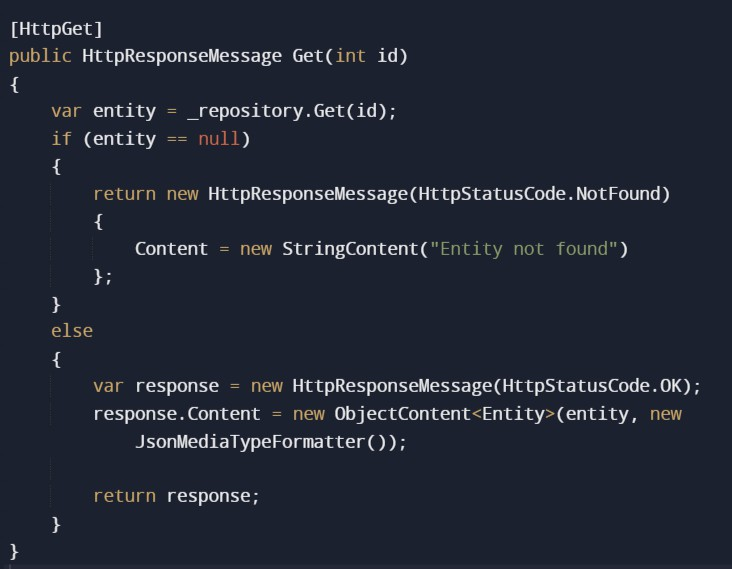 [HttpGet]
public HttpResponseMessage Get(int id)
{
    var entity = _repository.Get(id);
    if (entity == null)
    {
        return new HttpResponseMessage(HttpStatusCode.NotFound)
        {
            Content = new StringContent("Entity not found")
        };
    }
    else
    {
        var response = new HttpResponseMessage(HttpStatusCode.OK);
        response.Content = new ObjectContent<Entity>(entity, new
            JsonMediaTypeFormatter());

        return response;
    }
}